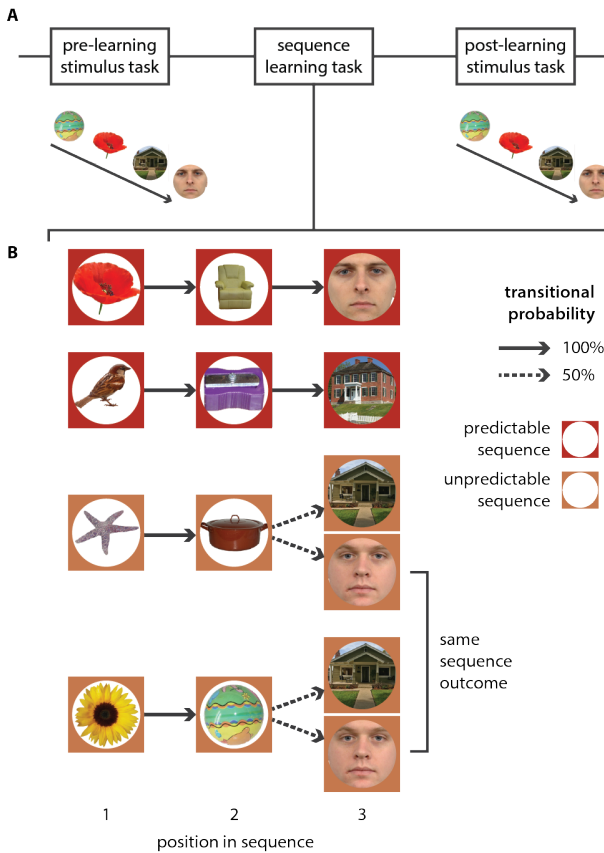 A
pre-learning
stimulus task
sequence
learning task
post-learning
stimulus task
B
transitional
probability
100%
50%
predictable
sequence
unpredictable
sequence
same
sequence
outcome
1
2
3
position in sequence